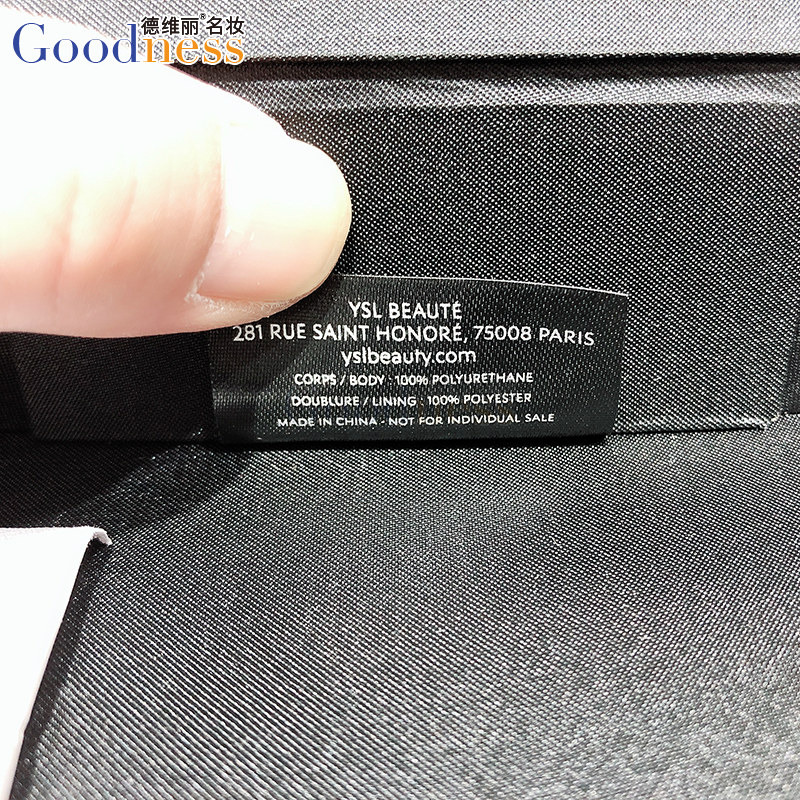 德维丽®名妆
Goodness
YSL BEAUTÉ
281 RUE SAINT HONORÉ, 75008 PARIS
yslbeauty.com
CORPS / BODY : 100% POLYURETHANE
DOUBLURE / LINING : 100% POLYESTER
MADE IN CHINA - NOT FOR INDIVIDUAL SALE